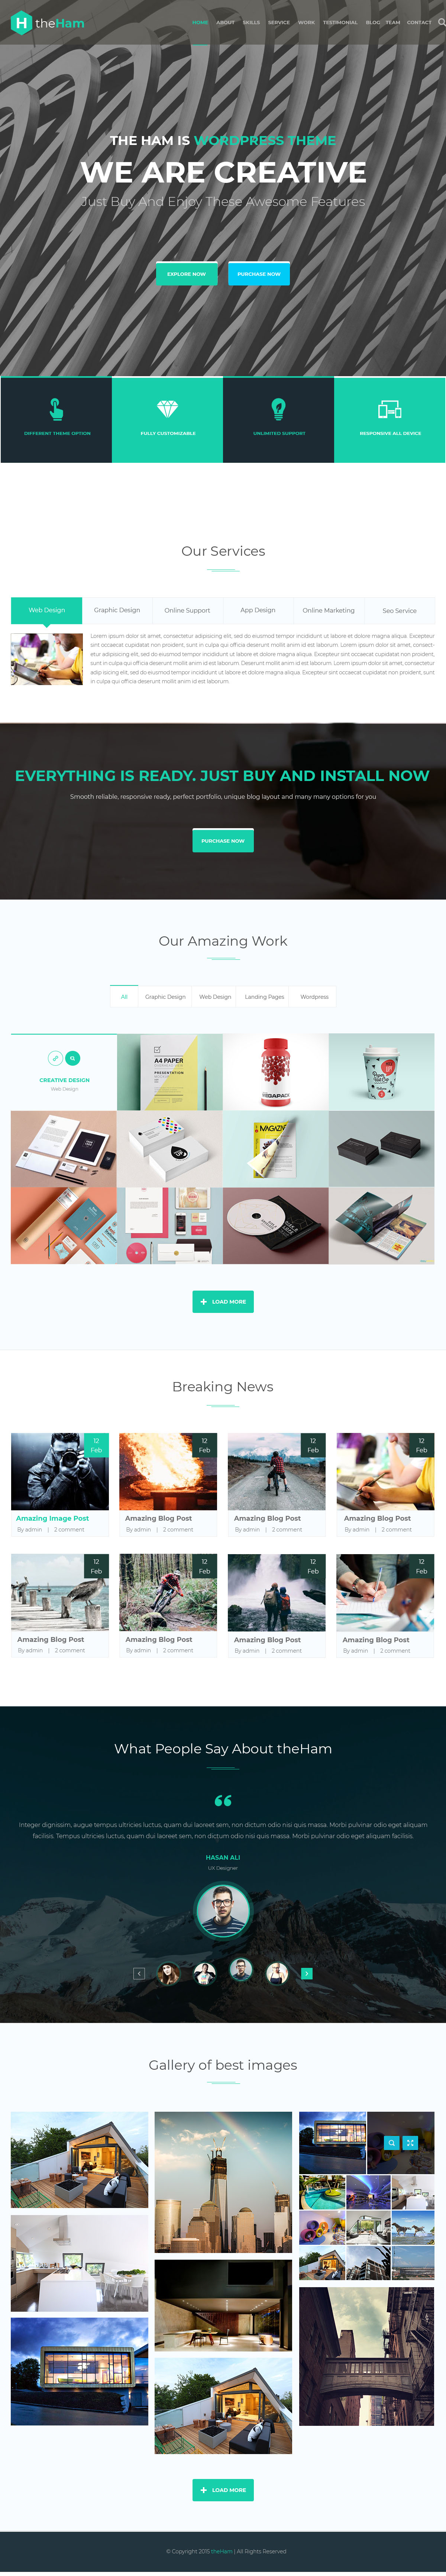 H theHam
HOME ABOUT SKILLS SERVICE WORK TESTIMONIAL BLOG TEAM CONTACT
THE HAM IS WORDPRESS THEME
WE ARE CREATIVE
Just Buy And Enjoy These Awesome Features
EXPLORE NOW PURCHASE NOW
DIFFERENT THEME OPTION FULLY CUSTOMIZABLE UNLIMITED SUPPORT RESPONSIVE ALL DEVICE
Our Services
Web Design Graphic Design Online Support App Design Online Marketing Seo Service
Lorem ipsum dolor sit amet, consectetur adipisicing elit, sed do eiusmod tempor incididunt ut labore et dolore magna aliqua. Excepteur
sint occaecat cupidatat non proident, sunt in culpa qui officia deserunt mollit anim id est laborum. Lorem ipsum dolor sit amet, consect-
etur adipisicing elit, sed do eiusmod tempor incididunt ut labore et dolore magna aliqua. Excepteur sint occaecat cupidatat non proident,
sunt in culpa qui officia deserunt mollit anim id est laborum. Deserunt mollit anim id est laborum. Lorem ipsum dolor sit amet, consectetur
adipisicing elit, sed do eiusmod tempor incididunt ut labore et dolore magna aliqua. Excepteur sint occaecat cupidatat non proident, sunt
in culpa qui officia deserunt mollit anim id est laborum.
EVERYTHING IS READY. JUST BUY AND INSTALL NOW
Smooth reliable, responsive ready, perfect portfolio, unique blog layout and many many options for you
PURCHASE NOW
Our Amazing Work
All Graphic Design Web Design Landing Pages Wordpress
CREATIVE DESIGN
Web Design
A4 PAPER
PRESENTATION
MEGAPACK
MAGAZINE
LOAD MORE
Breaking News
12 12 12 12
Feb Feb Feb Feb
Amazing Image Post Amazing Blog Post Amazing Blog Post Amazing Blog Post
By admin | 2 comment By admin | 2 comment By admin | 2 comment By admin | 2 comment
12 12 12 12
Feb Feb Feb Feb
Amazing Blog Post Amazing Blog Post Amazing Blog Post Amazing Blog Post
By admin | 2 comment By admin | 2 comment By admin | 2 comment By admin | 2 comment
What People Say About theHam
Integer dignissim, augue tempus ultricies luctus, quam dui laoreet sem, non dictum odio nisi quis massa. Morbi pulvinar odio eget aliquam
facilisis. Tempus ultricies luctus, quam dui laoreet sem, non dictum odio nisi quis massa. Morbi pulvinar odio eget aliquam facilisis.
HASAN ALI
UX Designer
Gallery of best images
LOAD MORE
© Copyright 2015 theHam | All Rights Reserved